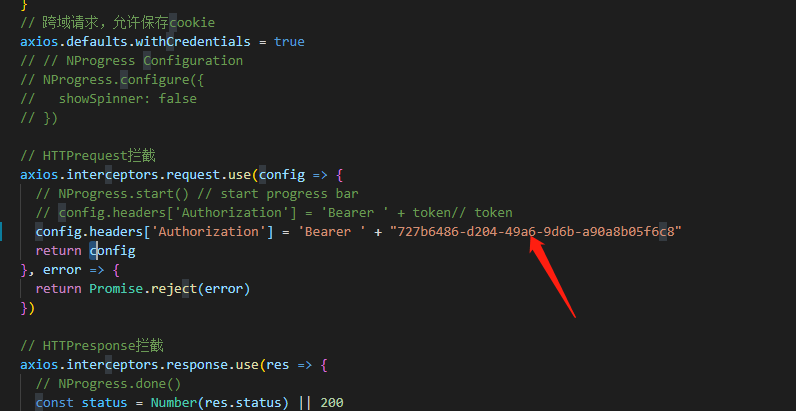 }
// 跨域请求，允许保存cookie
axios.defaults.withCredentials = true
// // NProgress Configuration
// NProgress.configure({
//   showSpinner: false
// })
// HTTPrequest拦截
axios.interceptors.request.use(config => {
// NProgress.start() // start progress bar
// config.headers['Authorization'] = 'Bearer ' + token// token
config.headers['Authorization'] = 'Bearer ' + "727b6486-d204-49a6-9d6b-a90a8b05f6c8"
return config
}, error => {
return Promise.reject(error)
})
// HTTPresponse拦截
axios.interceptors.response.use(res => {
// NProgress.done()
const status = Number(res.status) || 200